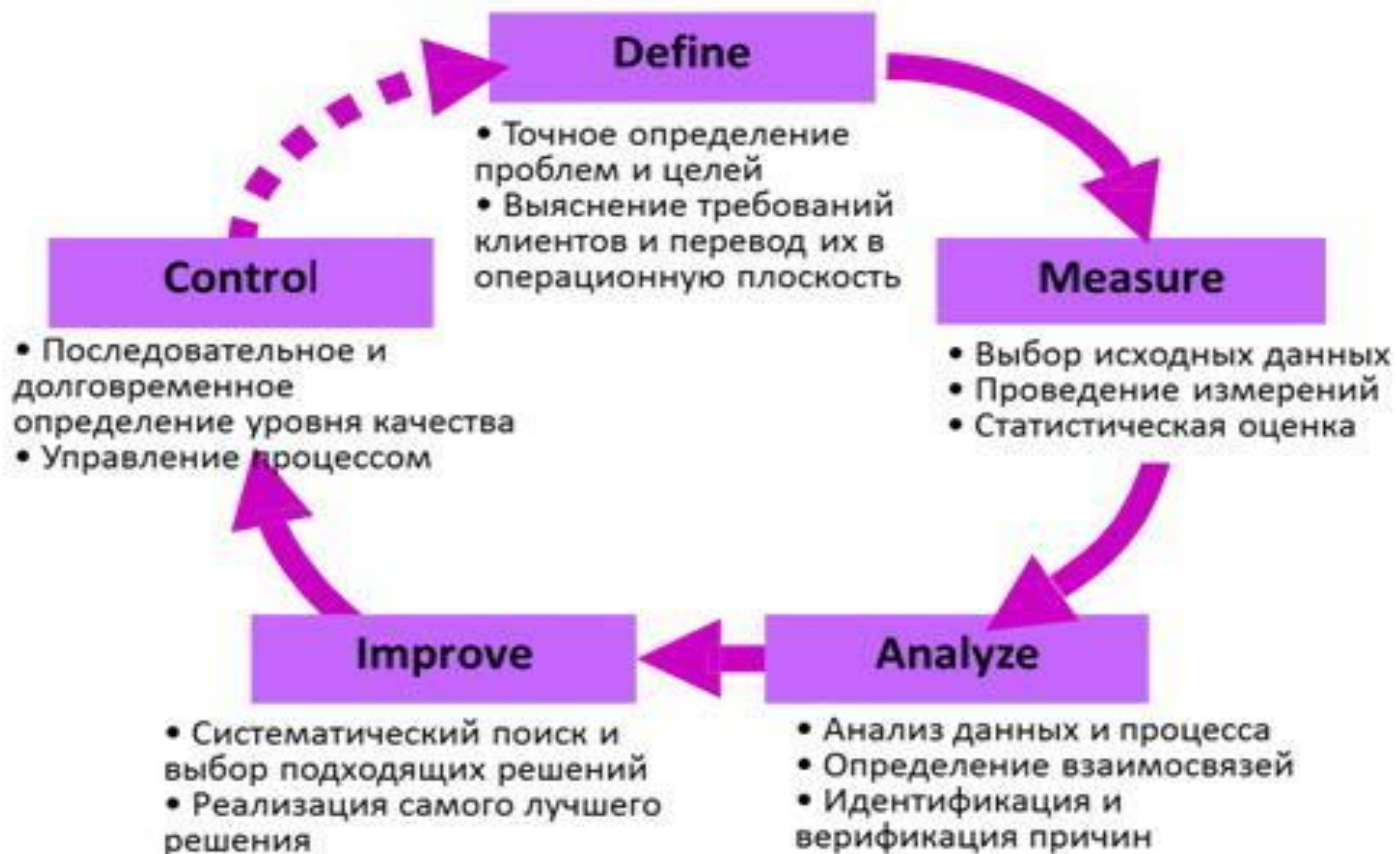 Define
• Точное определение
проблем и целей
• Выяснение требований
клиентов и перевод их в
операционную плоскость
Measure
• Выбор исходных данных
• Проведение измерений
• Статистическая оценка
Analyze
• Анализ данных и процесса
• Определение взаимосвязей
• Идентификация и
верификация причин
Improve
• Систематический поиск и
выбор подходящих решений
• Реализация самого лучшего
решения
Control
• Последовательное и
долговременное
определение уровня качества
• Управление процессом